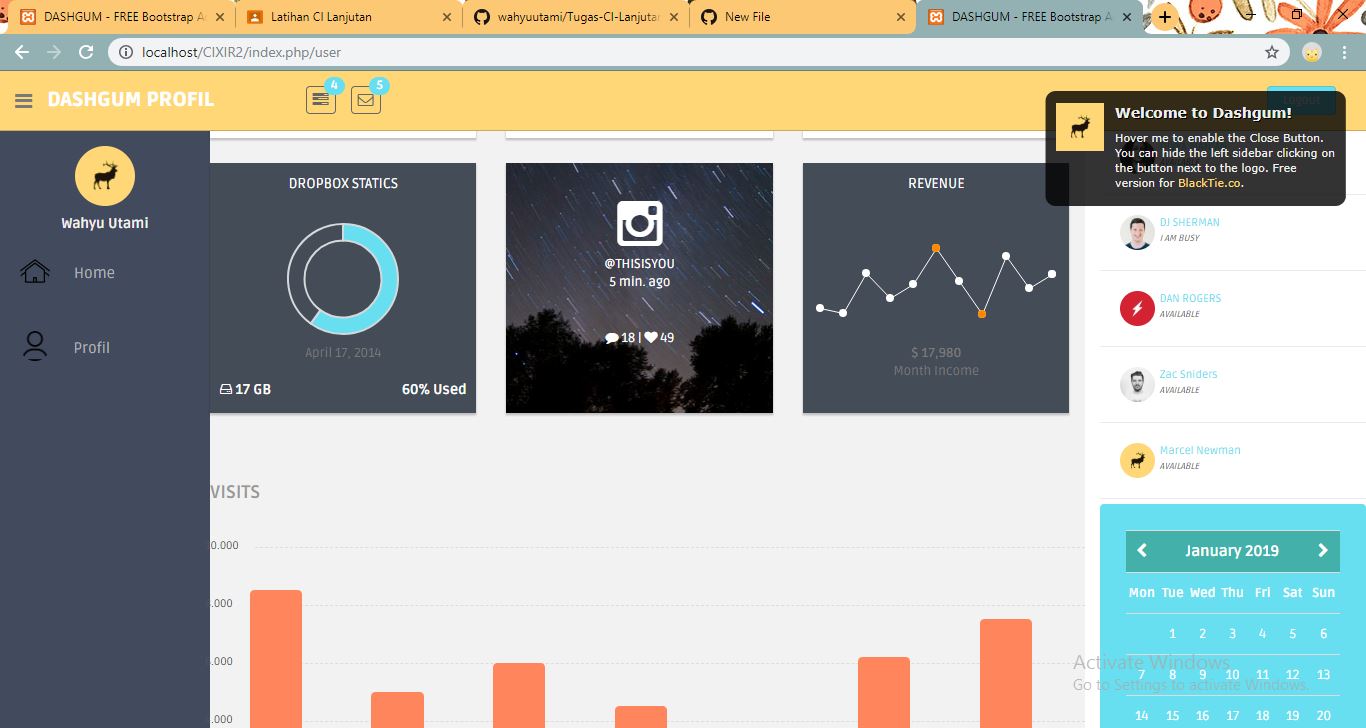 DASHGUM - FREE Bootstrap A
Latihan CI Lanjutan
wahyuutami/Tugas-CI-Lanjutan
New File
DASHGUM - FREE Bootstrap A
localhost/CIXIR2/index.php/user
DASHGUM PROFIL
4
5
Logout
Welcome to Dashgum!
Hover me to enable the Close Button.
You can hide the left sidebar clicking on
the button next to the logo. Free
version for BlackTie.co.
Wahyu Utami
Home
Profil
DROPBOX STATICS
April 17, 2014
17 GB
60% Used
@THISISYOU
5 min. ago
18 | 49
REVENUE
$ 17,980
Month Income
DJ SHERMAN
I AM BUSY
DAN ROGERS
AVAILABLE
Zac Sniders
AVAILABLE
Marcel Newman
AVAILABLE
VISITS
0.000
.000
.000
.000
January 2019
Mon Tue Wed Thu Fri Sat Sun
1 2 3 4 5 6
7 8 9 10 11 12 13
14 15 16 17 18 19 20
Activate Windows
Go to Settings to activate Windows.